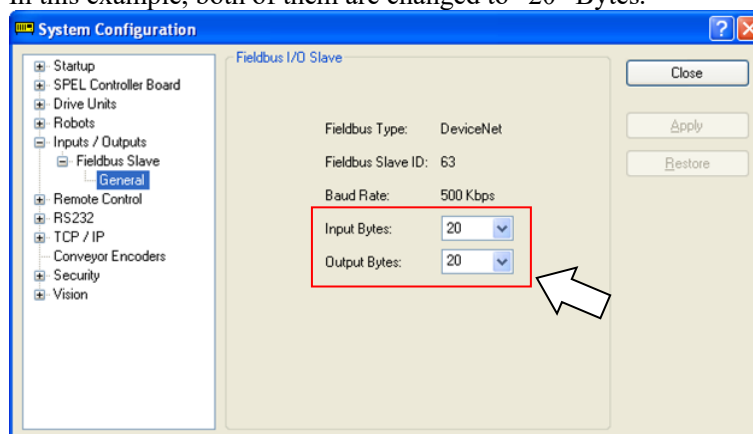 In this example, both of them are changed to "20" Bytes.
System Configuration
Startup
SPEL Controller Board
Drive Units
Robots
Inputs / Outputs
Fieldbus Slave
General
Remote Control
RS232
TCP / IP
Conveyor Encoders
Security
Vision
Fieldbus I/O Slave
Fieldbus Type: DeviceNet
Fieldbus Slave ID: 63
Baud Rate: 500 Kbps
Input Bytes: 20
Output Bytes: 20
Close
Apply
Restore